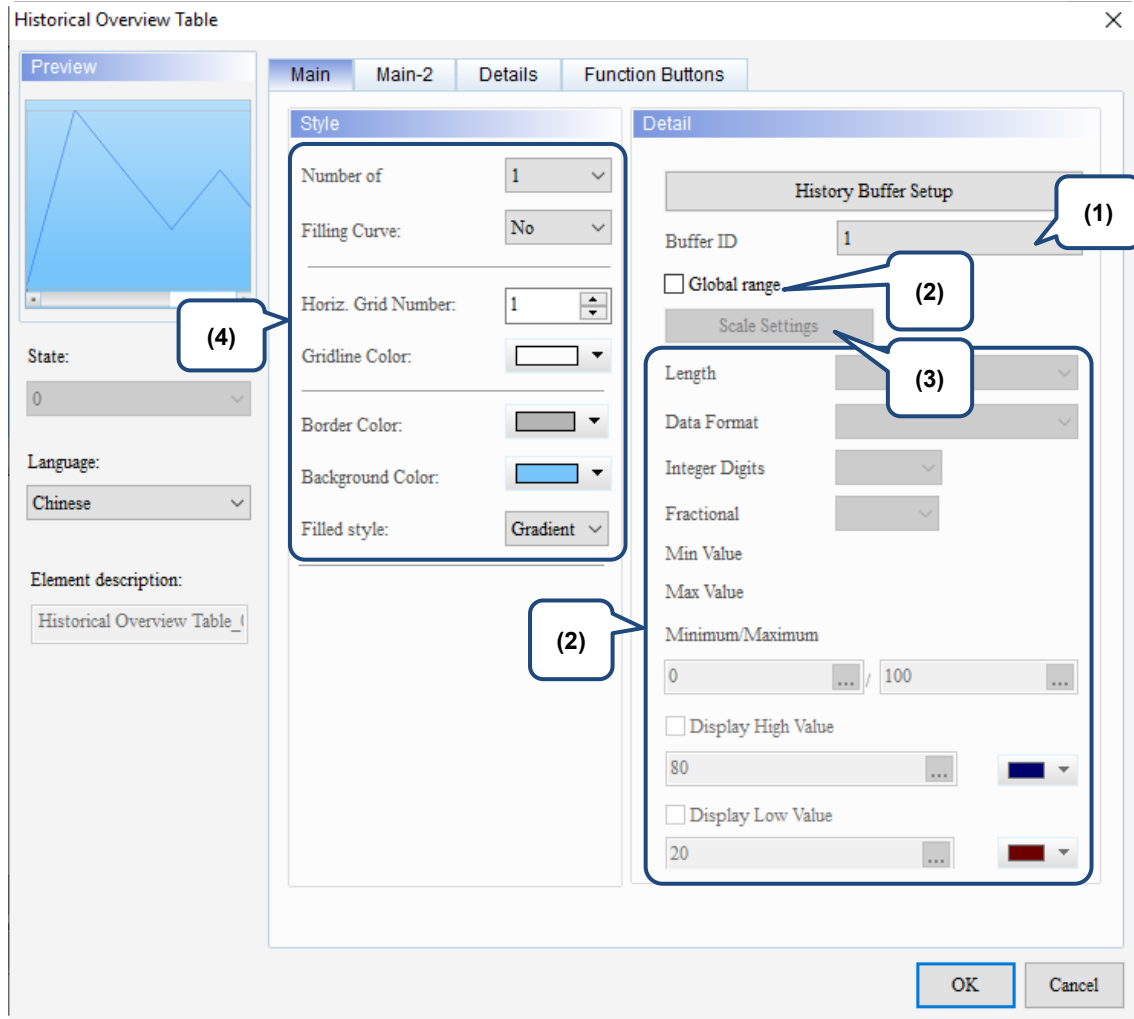 Historical Overview Table
Preview
Main Main-2 Details Function Buttons
Style
Detail
Number of 1
Filling Curve: No
Horiz. Grid Number: 1
Gridline Color:
Border Color:
Background Color:
Filled style: Gradient
(4)
History Buffer Setup
(1)
Buffer ID 1
Global range
(2)
Scale Settings
(3)
Length
Data Format
Integer Digits
Fractional
Min Value
Max Value
Minimum/Maximum
(2)
0 ... / 100 ...
Display High Value
80 ...
Display Low Value
20 ...
State:
0
Language:
Chinese
Element description:
Historical Overview Table_(
OK Cancel